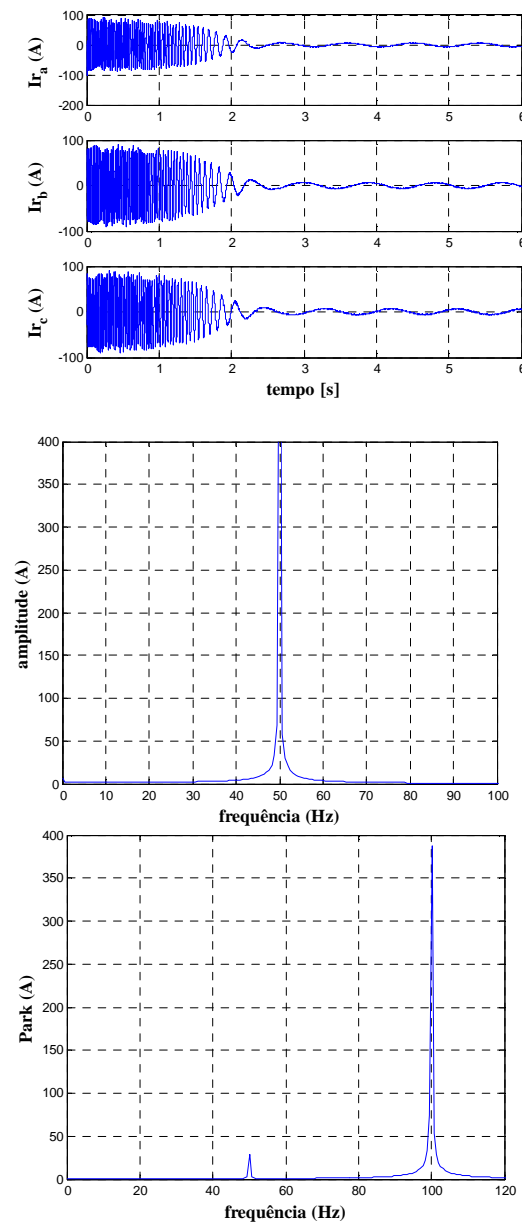 100
0
-100
-200
Ir_a (A)
0 1 2 3 4 5 6
100
0
-100
Ir_b (A)
0 1 2 3 4 5 6
100
0
-100
Ir_c (A)
0 1 2 3 4 5 6
tempo [s]
400
350
300
250
200
150
100
50
0
amplitude (A)
0 10 20 30 40 50 60 70 80 90 100
frequência (Hz)
400
350
300
250
200
150
100
50
0
Park (A)
0 20 40 60 80 100 120
frequência (Hz)